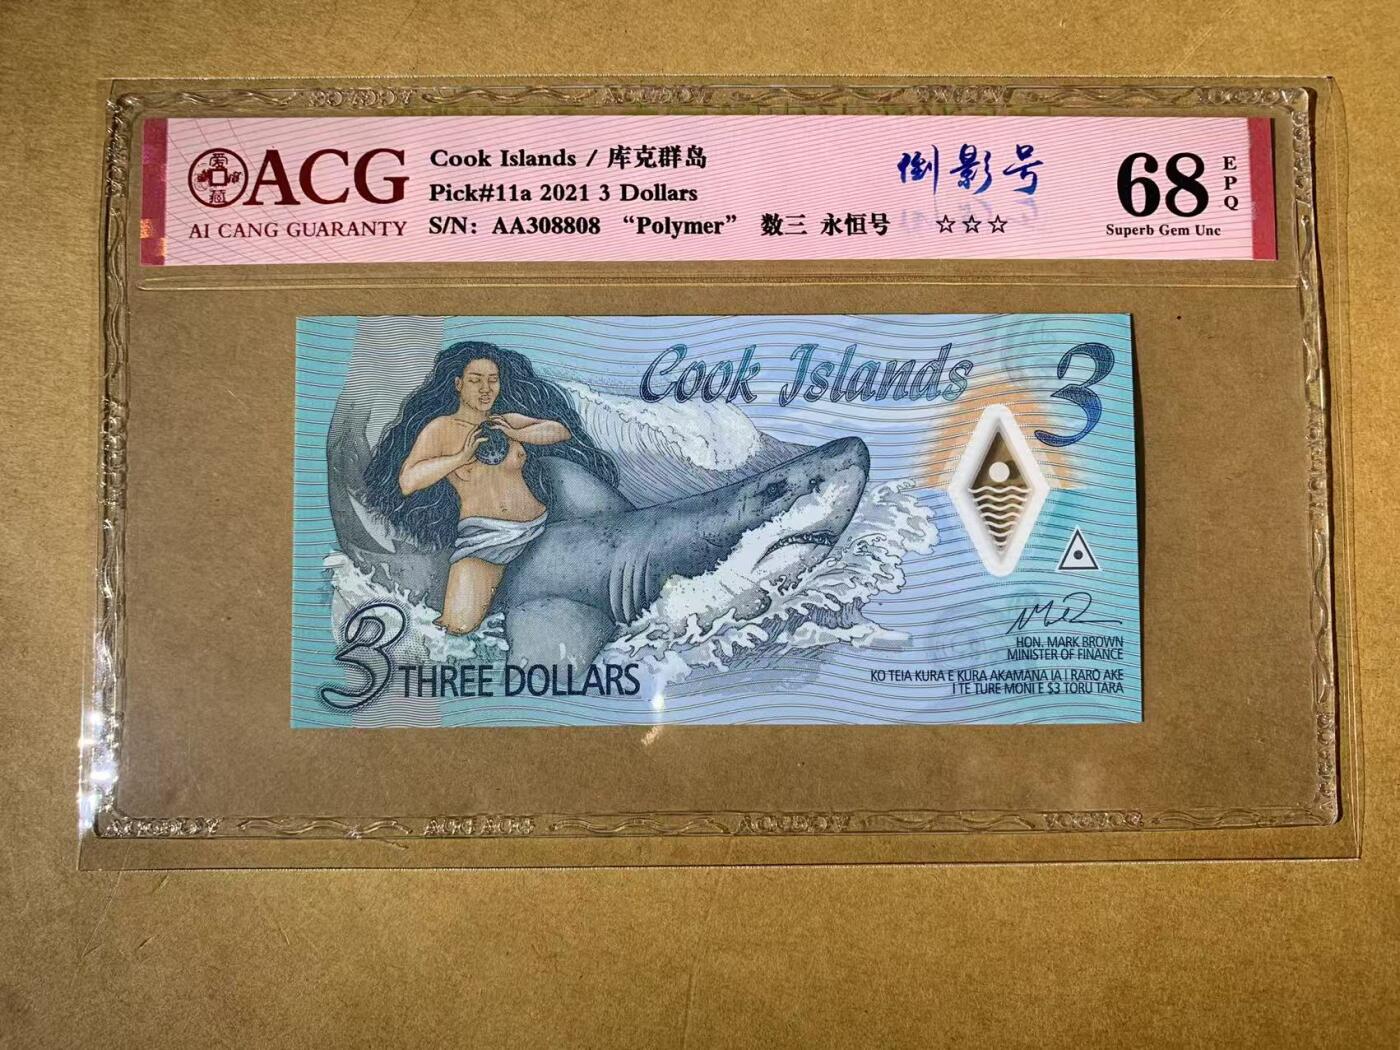 ACG
AI CANG GUARANTY
Cook Islands / 库克群岛
Pick#11a 2021 3 Dollars
S/N: AA308808 “Polymer” 数三 永恒号 ☆☆☆
倒影号
68
EPQ
Superb Gem Unc
Cook Islands
3
HON. MARK BROWN
MINISTER OF FINANCE
KO TEIA KURA E KURA AKAMANA IA I RARO AKE
I TE TURE MONI E $3 TORU TARA
3 THREE DOLLARS